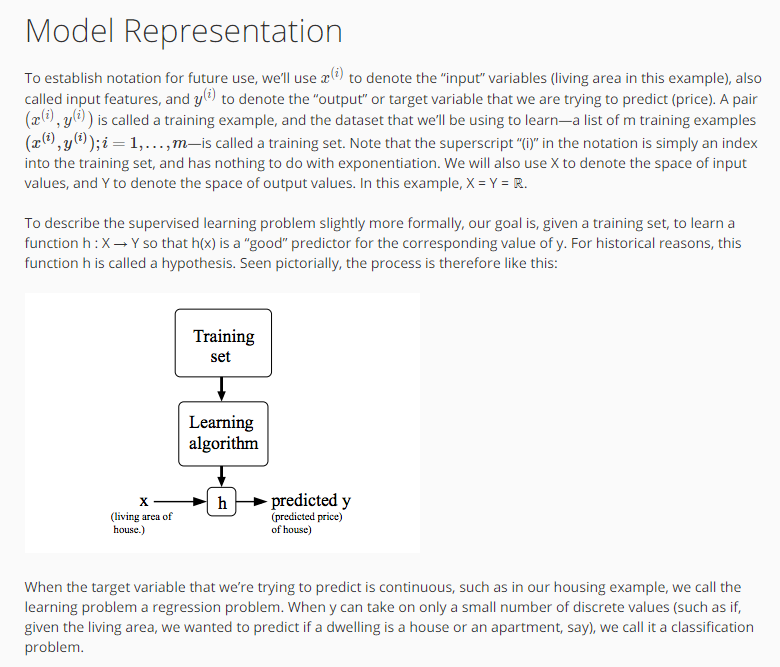 Model Representation
To establish notation for future use, we'll use x⁽ⁱ⁾ to denote the “input” variables (living area in this example), also
called input features, and y⁽ⁱ⁾ to denote the “output” or target variable that we are trying to predict (price). A pair
(x⁽ⁱ⁾, y⁽ⁱ⁾) is called a training example, and the dataset that we'll be using to learn—a list of m training examples
(x⁽ⁱ⁾, y⁽ⁱ⁾); i = 1, . . . , m—is called a training set. Note that the superscript “(i)” in the notation is simply an index
into the training set, and has nothing to do with exponentiation. We will also use X to denote the space of input
values, and Y to denote the space of output values. In this example, X = Y = ℝ.
To describe the supervised learning problem slightly more formally, our goal is, given a training set, to learn a
function h : X → Y so that h(x) is a “good” predictor for the corresponding value of y. For historical reasons, this
function h is called a hypothesis. Seen pictorially, the process is therefore like this:
Training
set
Learning
algorithm
x
(living area of
house.)
h
predicted y
(predicted price)
of house)
When the target variable that we're trying to predict is continuous, such as in our housing example, we call the
learning problem a regression problem. When y can take on only a small number of discrete values (such as if,
given the living area, we wanted to predict if a dwelling is a house or an apartment, say), we call it a classification
problem.